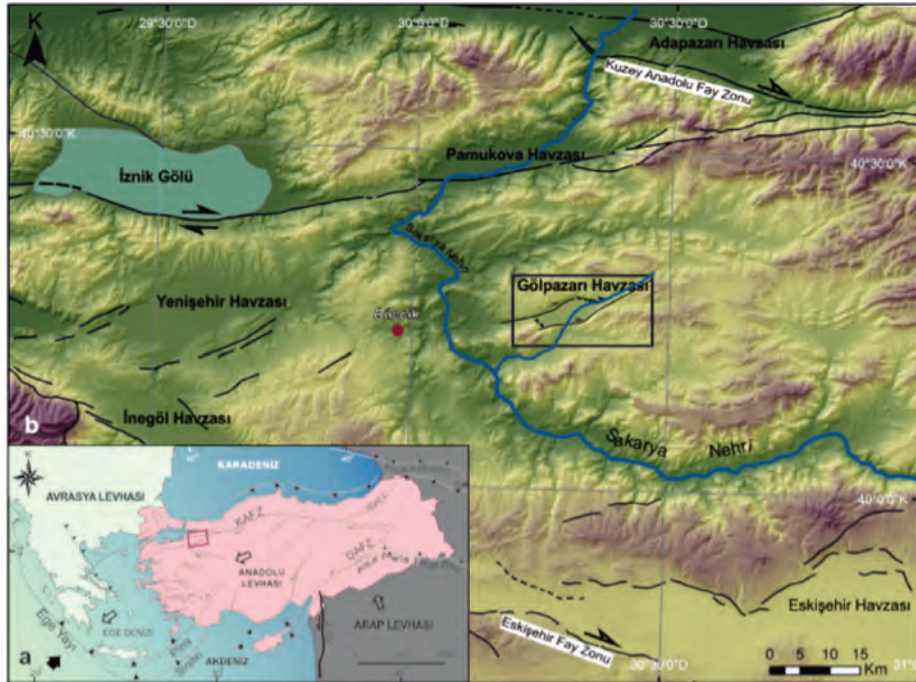 29°30'0"D
30°0'0"D
30°30'0"D
K
Adapazarı Havzası
Kuzey Anadolu Fay Zonu
40°30'0"K
Pamukova Havzası
40°30'0"K
İznik Gölü
Sakarya Nehri
Gölpazarı Havzası
Yenişehir Havzası
Bilecik
İnegöl Havzası
b
Sakarya Nehri
40°0'0"K
KARADENİZ
AVRASYA LEVHASI
KAFZ
DAFZ
ANADOLU
LEVHASI
Ege Yayı
EGE DENİZİ
ARAP LEVHASI
AKDENİZ
a
Eskişehir Havzası
Eskişehir Fay Zonu
30°30'0"D
0 5 10 15
Km